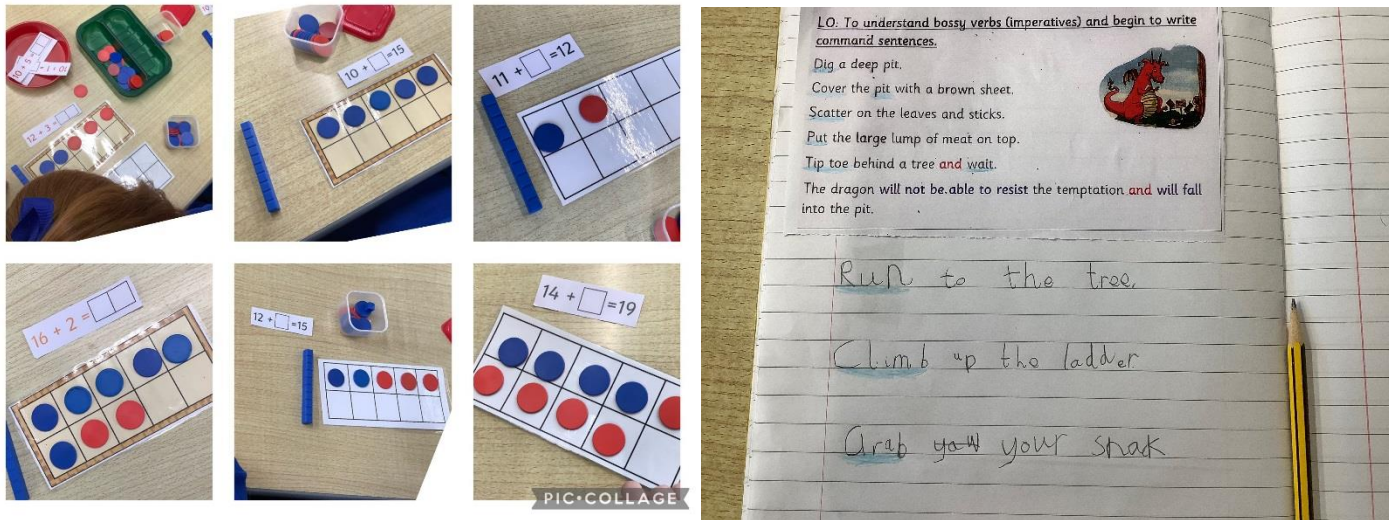 10 + 5 =
10 + 1 =
12 + 3 =
10 + □ =15
11 + □ =12
16 + 2 = □□
12 + □ =15
14 + □ =19
PIC•COLLAGE
LO: To understand bossy verbs (imperatives) and begin to write
command sentences.
Dig a deep pit.
Cover the pit with a brown sheet.
Scatter on the leaves and sticks.
Put the large lump of meat on top.
Tip toe behind a tree and wait.
The dragon will not be able to resist the temptation and will fall
into the pit.
Run to the tree.
Climb up the ladder.
Grab your snak